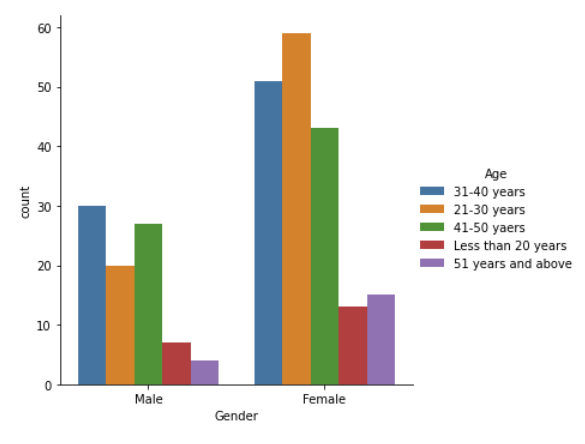 60
50
40
30
20
10
0
count
Male
Female
Gender
Age
31-40 years
21-30 years
41-50 yaers
Less than 20 years
51 years and above